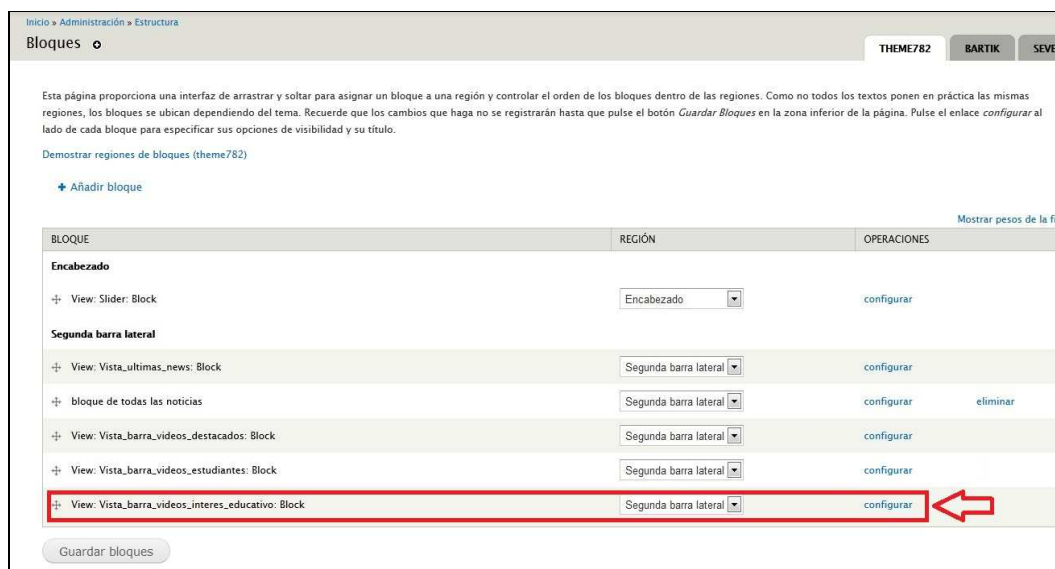 Inicio » Administración » Estructura
Bloques
THEME782 BARTIK SEVE
Esta página proporciona una interfaz de arrastrar y soltar para asignar un bloque a una región y controlar el orden de los bloques dentro de las regiones. Como no todos los textos ponen en práctica las mismas
regiones, los bloques se ubican dependiendo del tema. Recuerde que los cambios que haga no se registrarán hasta que pulse el botón Guardar Bloques en la zona inferior de la página. Pulse el enlace configurar al
lado de cada bloque para especificar sus opciones de visibilidad y su título.
Demostrar regiones de bloques (theme782)
+ Añadir bloque
Mostrar pesos de la fi
BLOQUE REGIÓN OPERACIONES
Encabezado
View: Slider: Block Encabezado configurar
Segunda barra lateral
View: Vista_ultimas_news: Block Segunda barra lateral configurar
bloque de todas las noticias Segunda barra lateral configurar eliminar
View: Vista_barra_videos_destacados: Block Segunda barra lateral configurar
View: Vista_barra_videos_estudiantes: Block Segunda barra lateral configurar
View: Vista_barra_videos_interes_educativo: Block Segunda barra lateral configurar
Guardar bloques